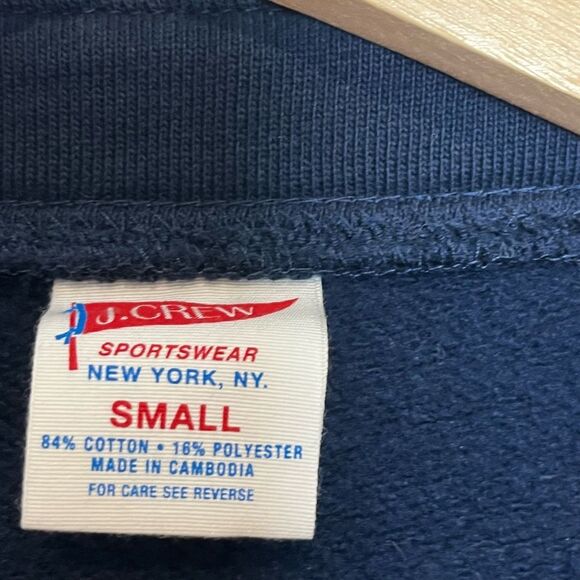 J.CREW
SPORTSWEAR
NEW YORK, NY.
SMALL
84% COTTON • 16% POLYESTER
MADE IN CAMBODIA
FOR CARE SEE REVERSE